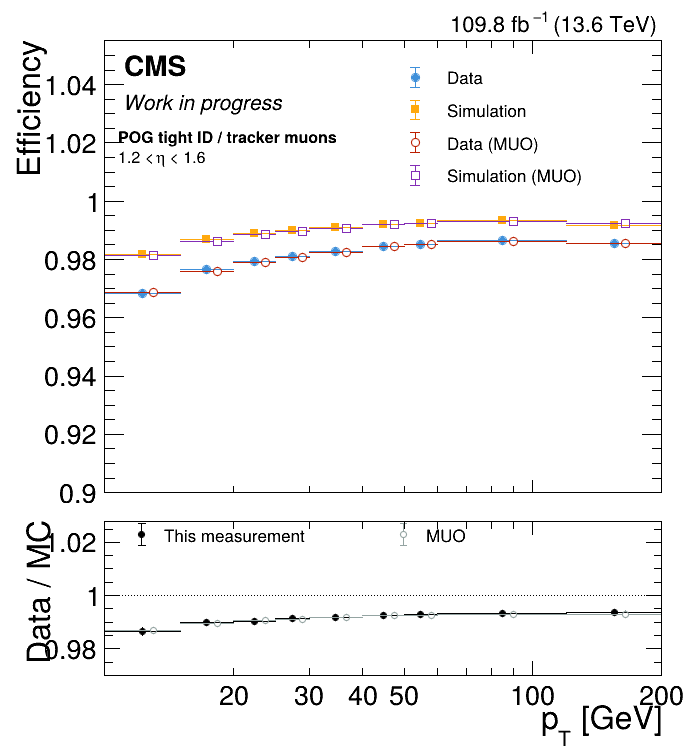 109.8 fb⁻¹ (13.6 TeV)
Efficiency
CMS
Work in progress
POG tight ID / tracker muons
1.2 < η < 1.6
Data
Simulation
Data (MUO)
Simulation (MUO)
1.04
1.02
1
0.98
0.96
0.94
0.92
0.9
Data / MC
This measurement
MUO
1.02
1
0.98
20
30
40
50
100
200
p_T [GeV]